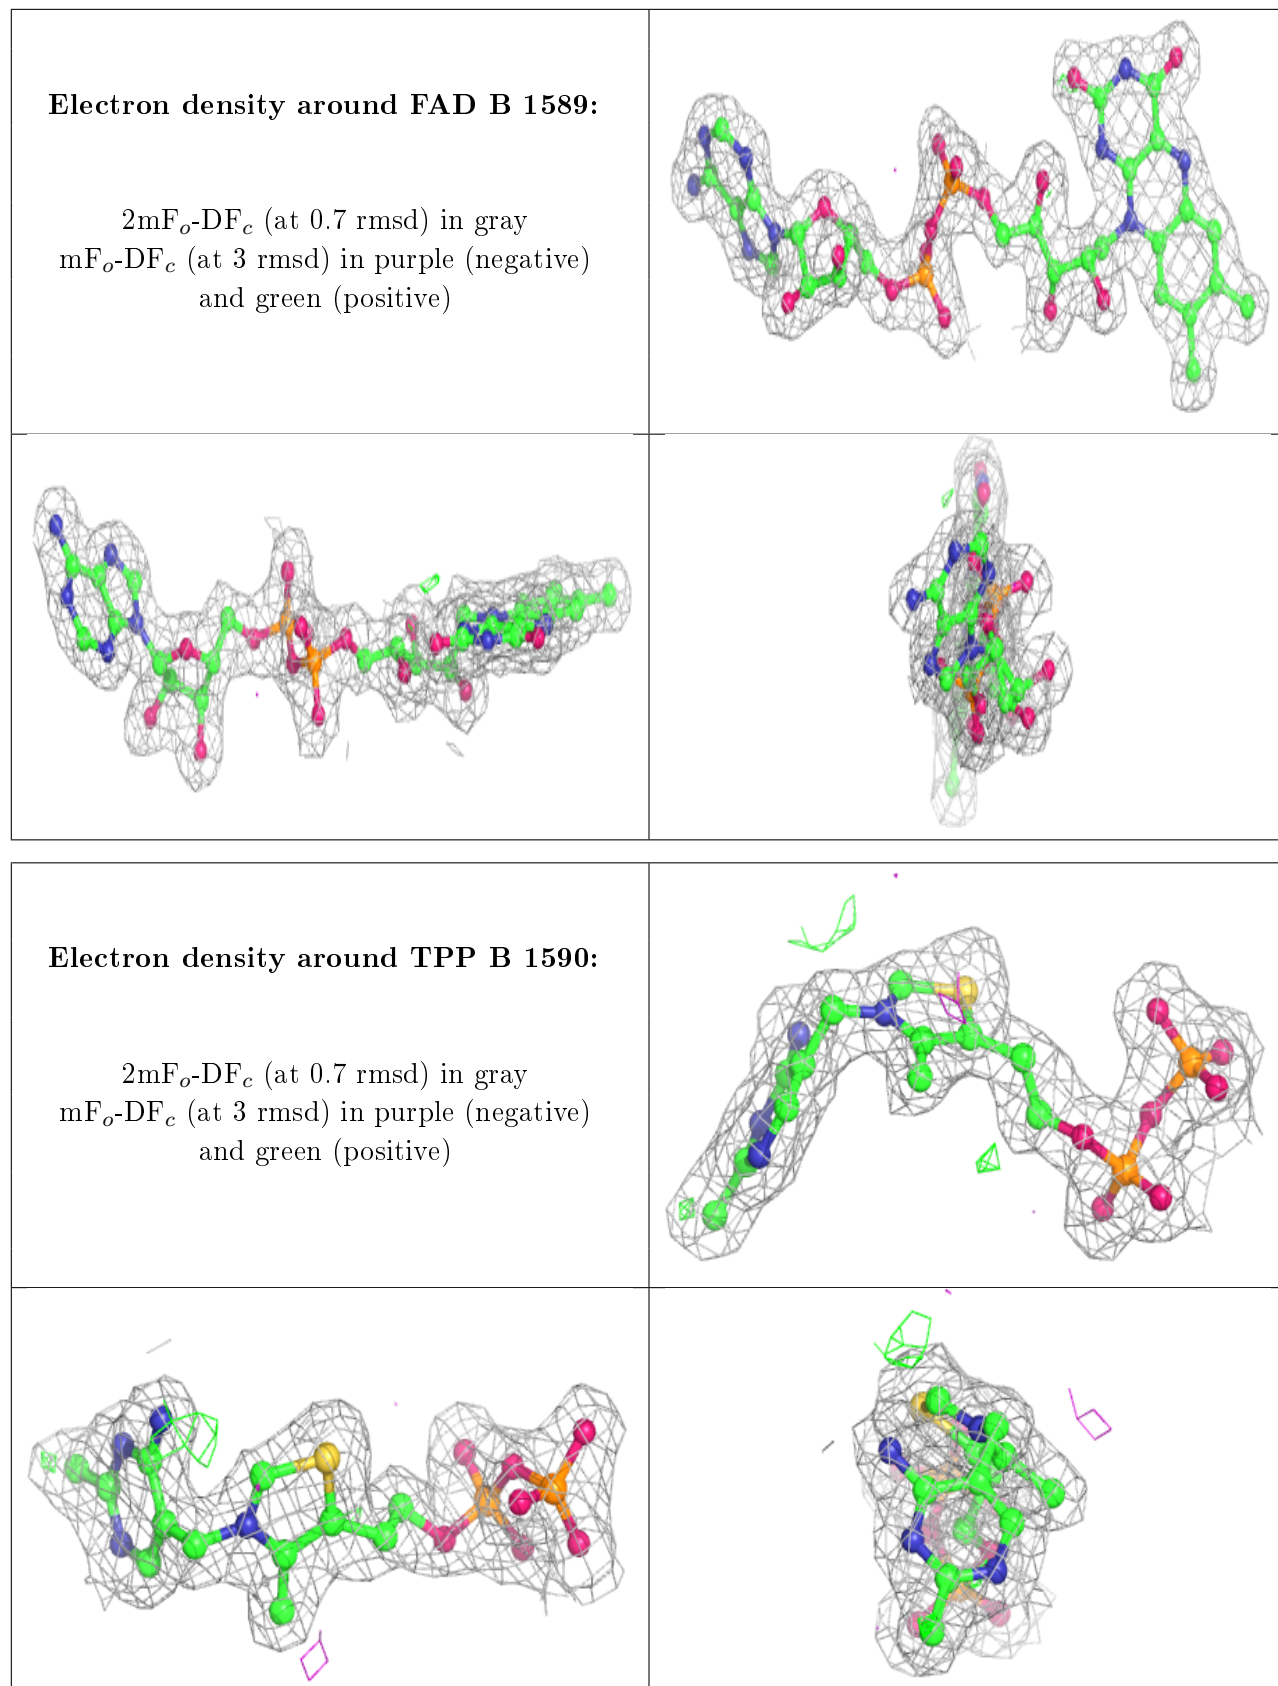 Electron density around FAD B 1589:
2mFₒ-DF𝒸 (at 0.7 rmsd) in gray
mFₒ-DF𝒸 (at 3 rmsd) in purple (negative)
and green (positive)
Electron density around TPP B 1590:
2mFₒ-DF𝒸 (at 0.7 rmsd) in gray
mFₒ-DF𝒸 (at 3 rmsd) in purple (negative)
and green (positive)